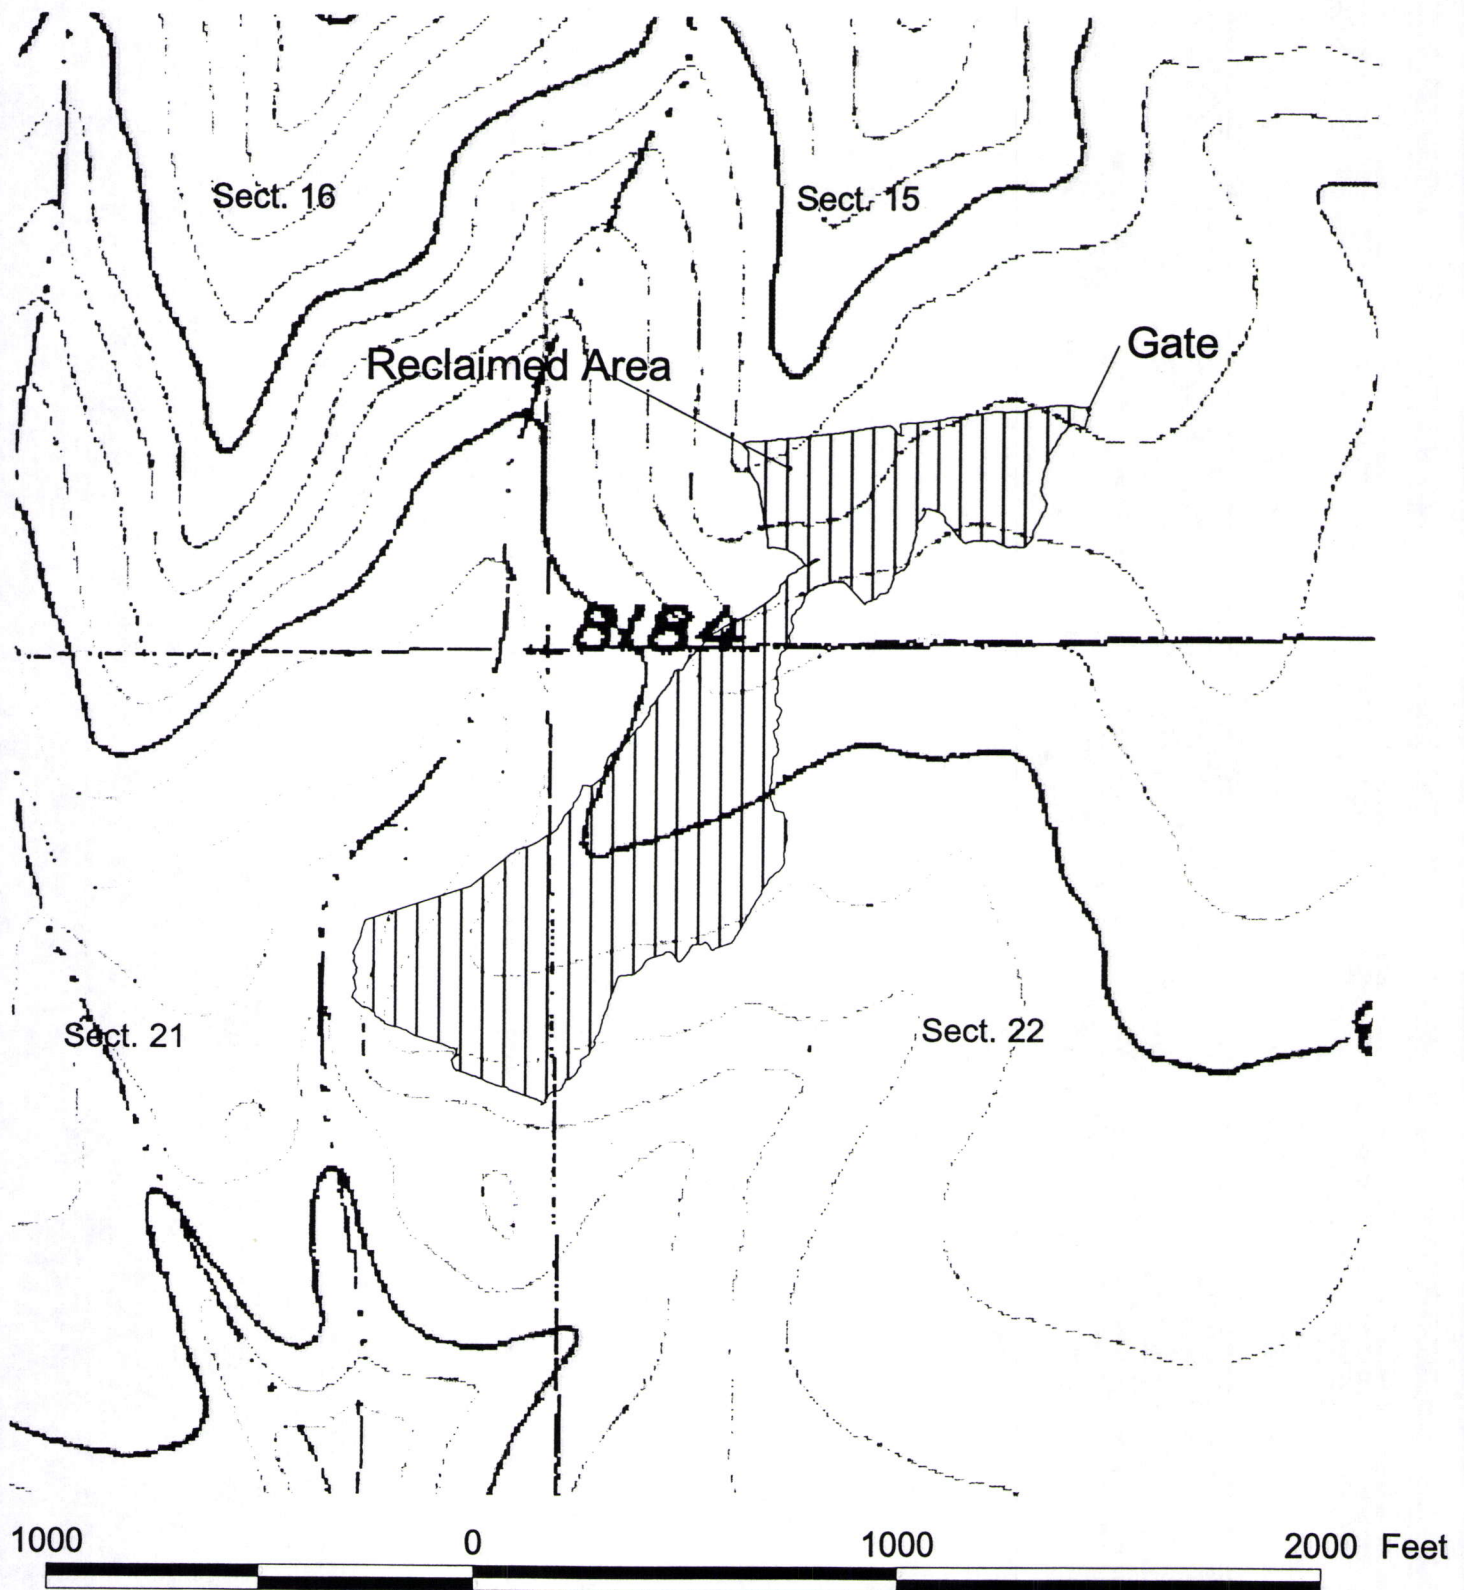 Sect. 16
Sect. 15
Reclaimed Area
Gate
8184
Sect. 21
Sect. 22
1000 0 1000 2000 Feet